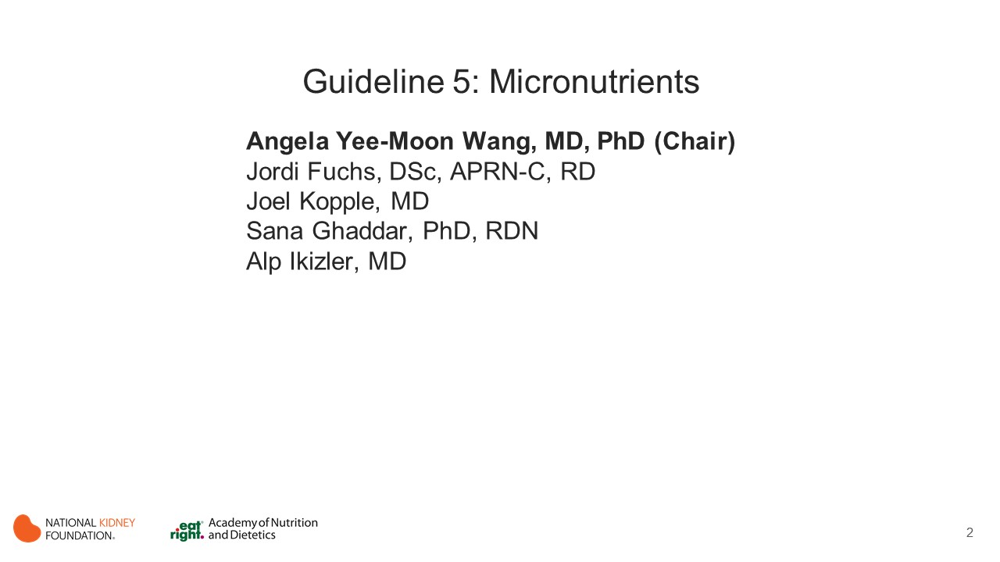 Guideline 5: Micronutrients
Angela Yee-Moon Wang, MD, PhD (Chair)
Jordi Fuchs, DSc, APRN-C, RD
Joel Kopple, MD
Sana Ghaddar, PhD, RDN
Alp Ikizler, MD
NATIONAL KIDNEY
FOUNDATION®
eat
right.
Academy of Nutrition
and Dietetics
2